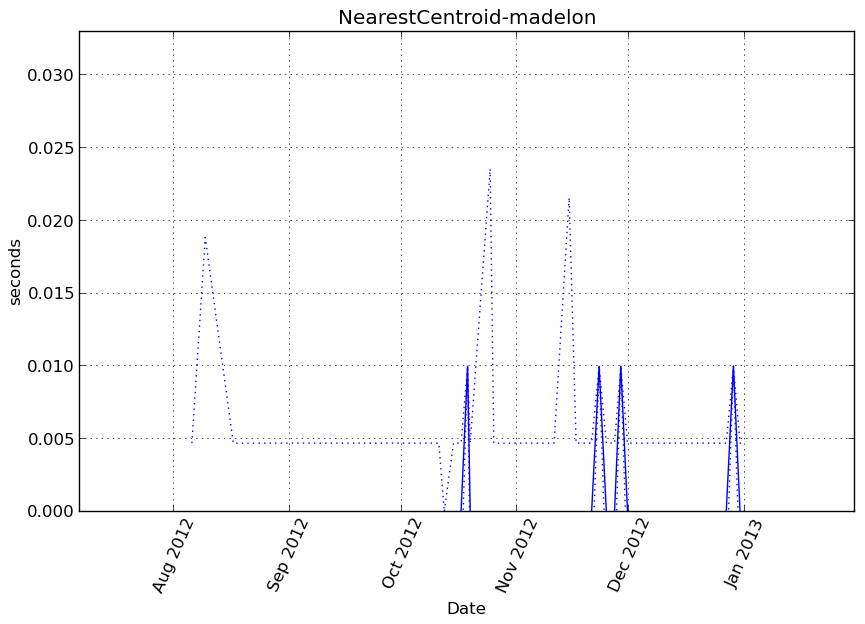 NearestCentroid-madelon
0.030
0.025
0.020
0.015
0.010
0.005
0.000
seconds
Aug 2012
Sep 2012
Oct 2012
Nov 2012
Dec 2012
Jan 2013
Date